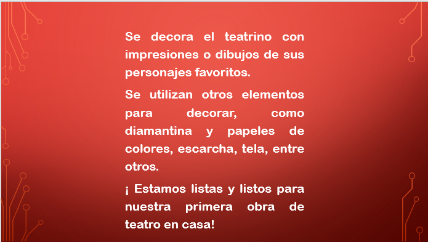 Se decora el teatrino con
impresiones o dibujos de sus
personajes favoritos.
Se utilizan otros elementos
para decorar, como
diamantina y papeles de
colores, escarcha, tela, entre
otros.
¡ Estamos listas y listos para
nuestra primera obra de
teatro en casa!